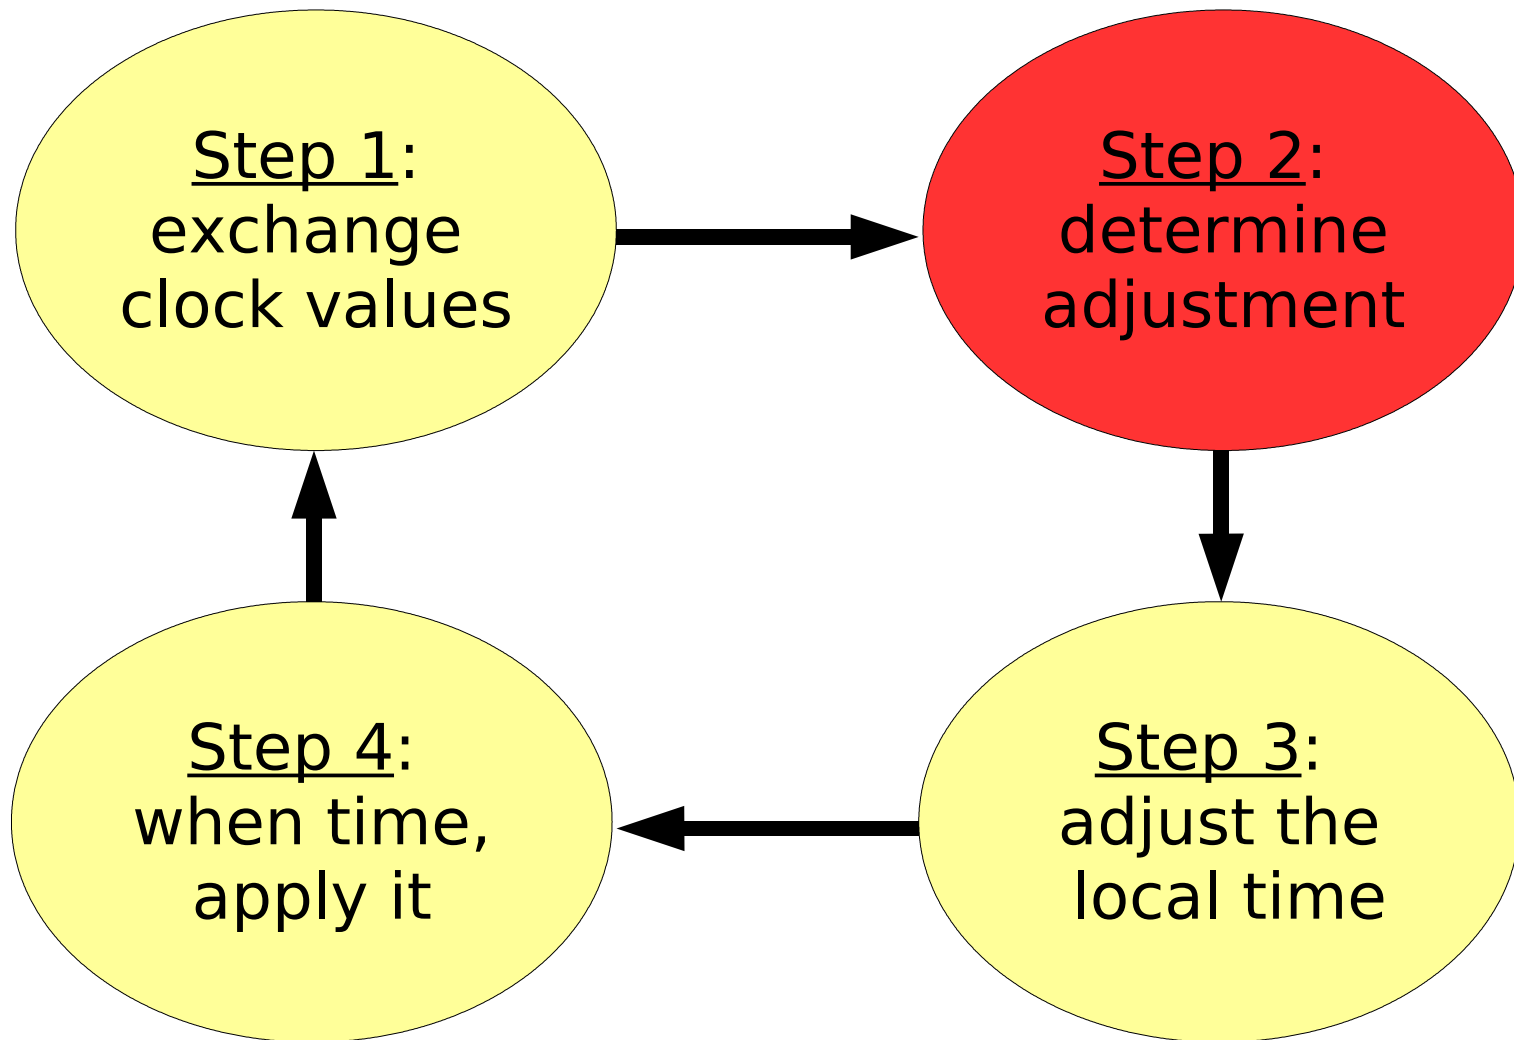 Step 1:
exchange
clock values
Step 2:
determine
adjustment
Step 3:
adjust the
local time
Step 4:
when time,
apply it